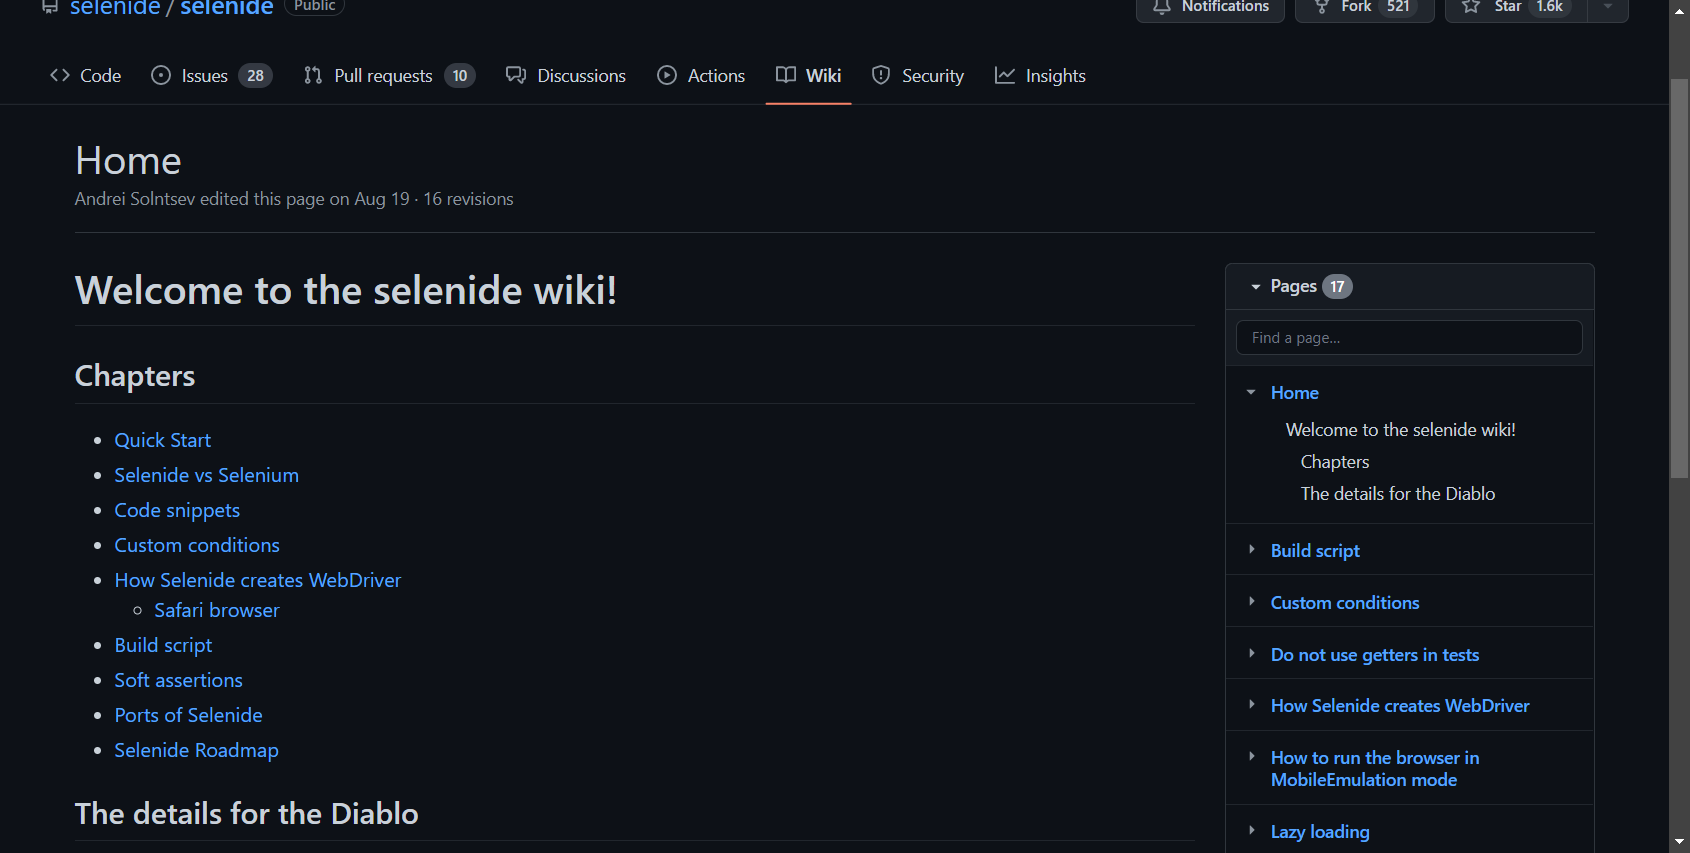 selenide / selenide Public
Notifications Fork 521 Star 1.6k
Code Issues 28 Pull requests 10 Discussions Actions Wiki Security Insights
Home
Andrei Solntsev edited this page on Aug 19 · 16 revisions
Welcome to the selenide wiki!
Chapters
Quick Start
Selenide vs Selenium
Code snippets
Custom conditions
How Selenide creates WebDriver
Safari browser
Build script
Soft assertions
Ports of Selenide
Selenide Roadmap
The details for the Diablo
Pages 17
Find a page...
Home
Welcome to the selenide wiki!
Chapters
The details for the Diablo
Build script
Custom conditions
Do not use getters in tests
How Selenide creates WebDriver
How to run the browser in
MobileEmulation mode
Lazy loading